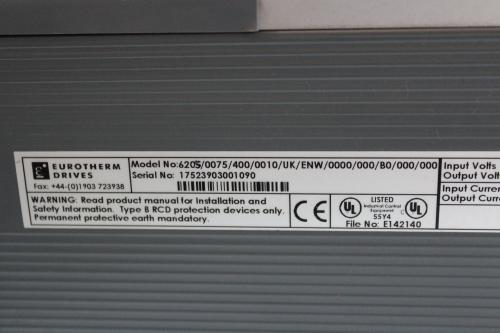 EUROTHERM
DRIVES
Fax: +44-(0)1903 723938
Model No:620S/0075/400/0010/UK/ENW/0000/000/B0/000/000
Serial No: 17523903001090
WARNING: Read product manual for Installation and
Safety Information. Type B RCD protection devices only.
Permanent protective earth mandatory.
CE
UL
LISTED
Industrial Control
Equipment
55Y4
UL
File No: E142140
Input Volts
Output Volt
Input Curren
Output Curre